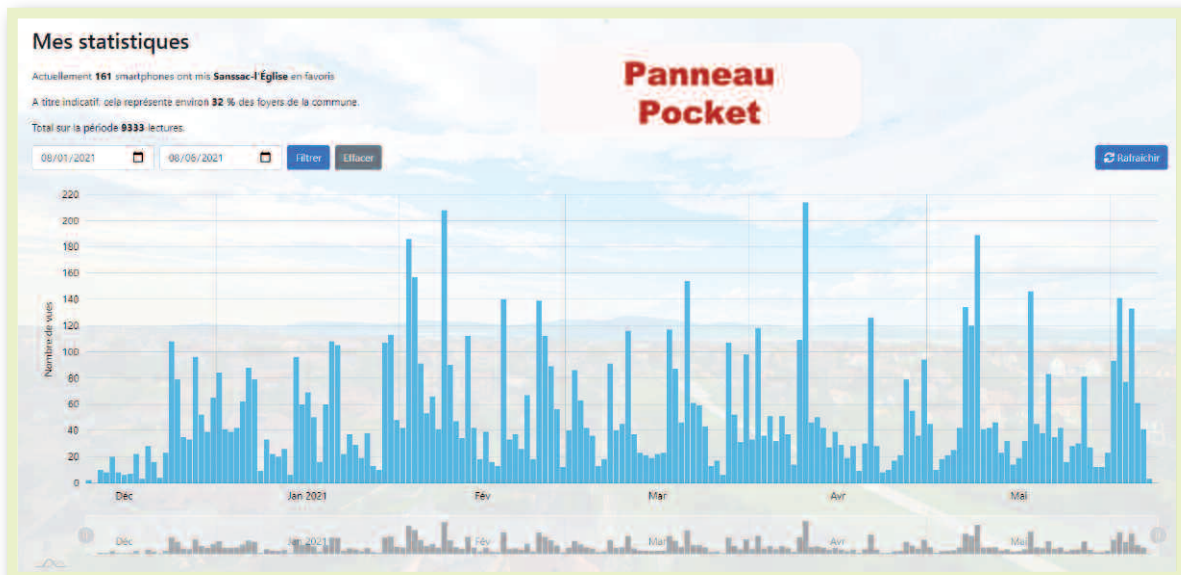 Mes statistiques
Actuellement 161 smartphones ont mis Sanssac-l'Église en favoris
A titre indicatif, cela représente environ 32 % des foyers de la commune.
Total sur la période 9333 lectures.
Panneau
Pocket
08/01/2021 08/06/2021 Filtrer Effacer Rafraichir
Nombre de vues
220
200
180
160
140
120
100
80
60
40
20
0
Déc Jan 2021 Fév Mar Avr Mai
Déc Jan 2021 Fév Mar Avr Mai